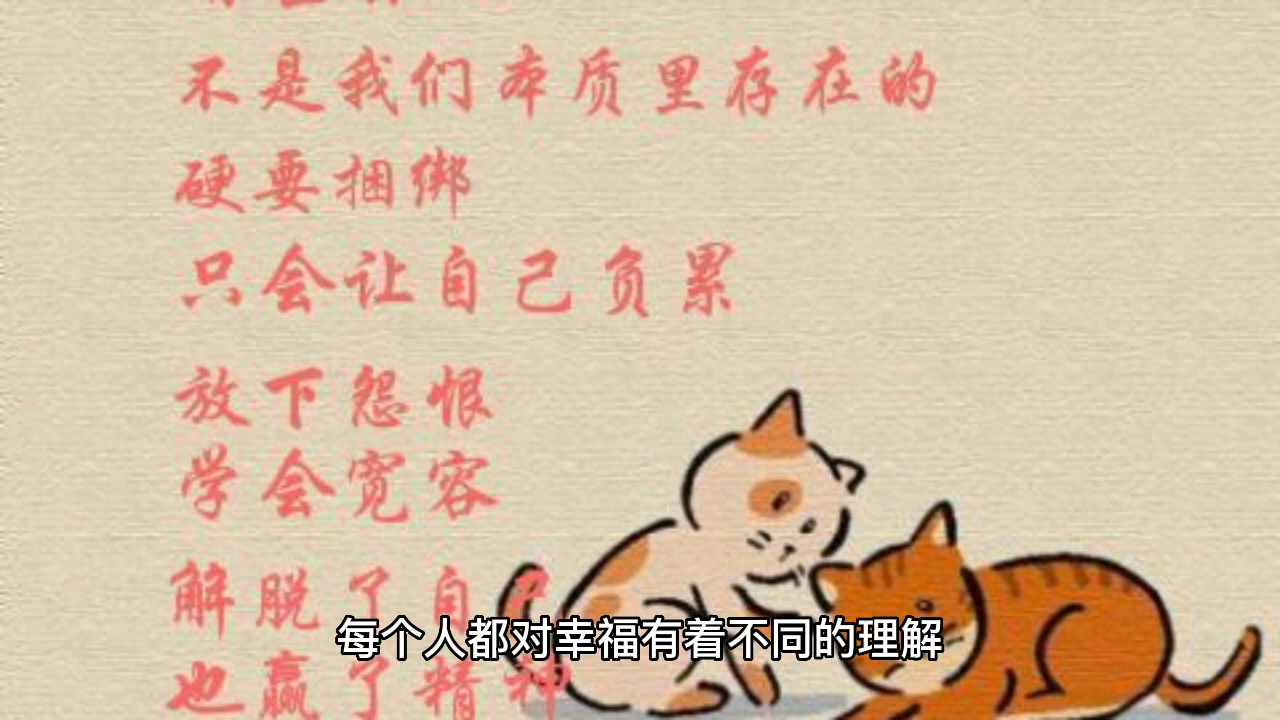 不是我们本质里存在的
硬要捆绑
只会让自己负累
放下怨恨
学会宽容
解脱了自己
每个人都对幸福有着不同的理解
也赢了精神